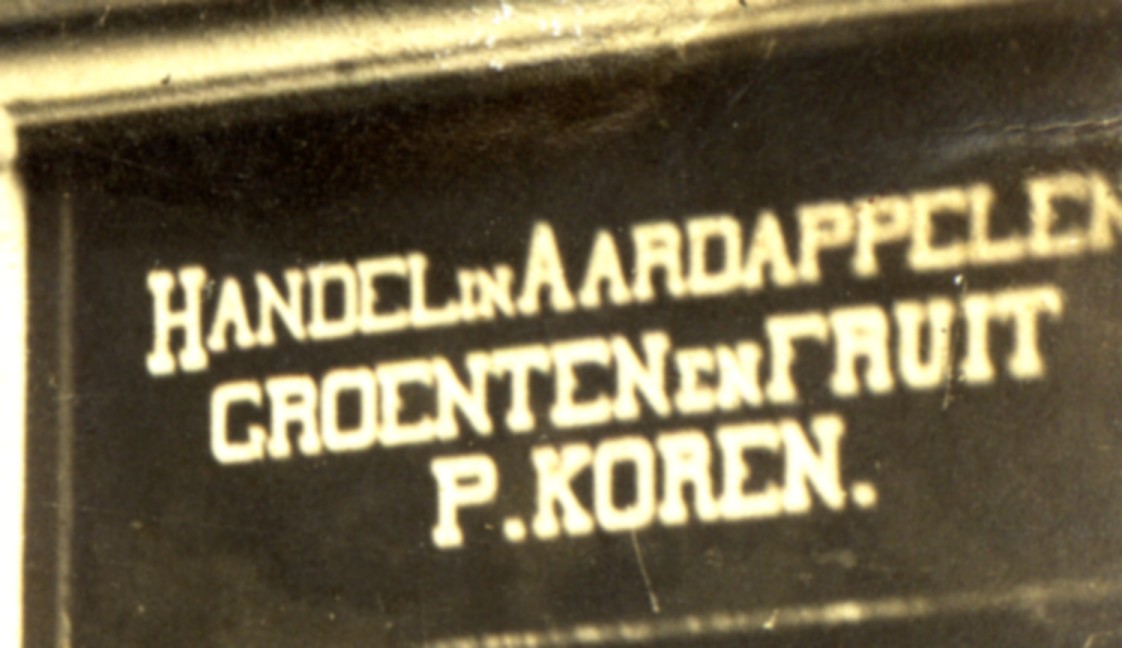 HANDEL IN AARDAPPELEN
GROENTEN EN FRUIT
P. KOREN.